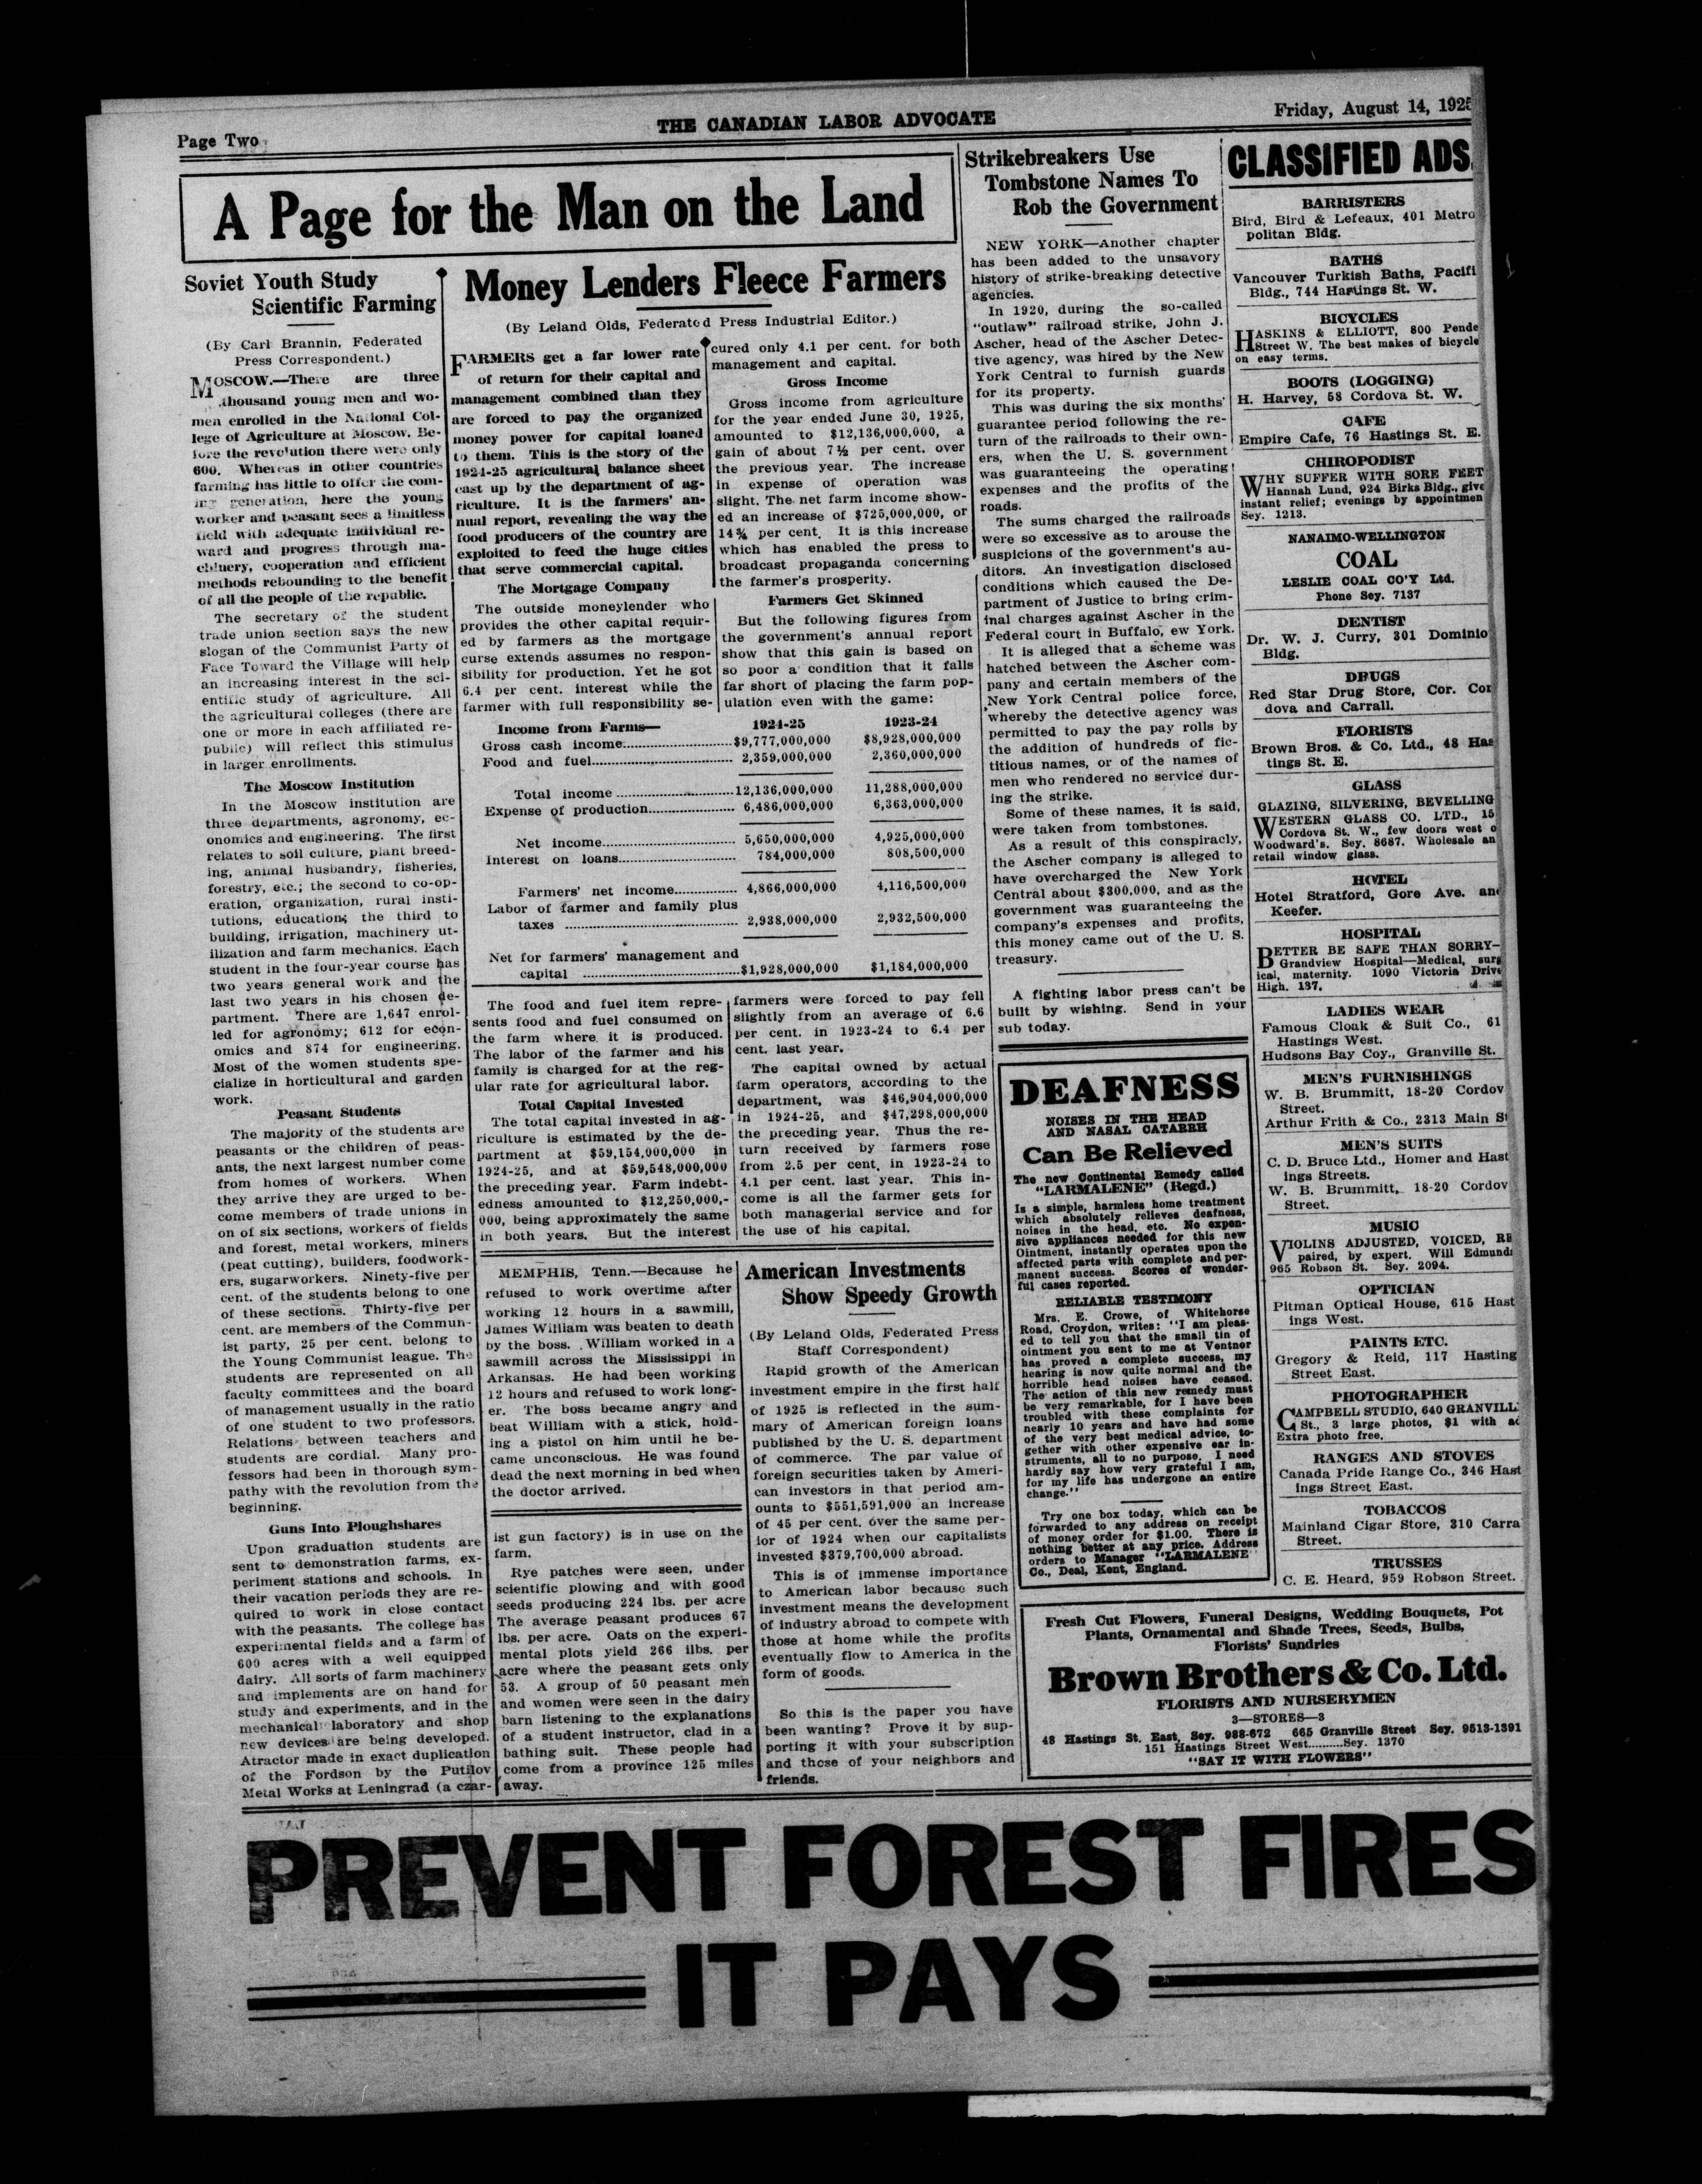 Page Two
THE CANADIAN LABOR ADVOCATE
Friday, August 14, 1925
A Page for the Man on the Land
Soviet Youth Study
Scientific Farming
(By Carl Brannin, Federated
Press Correspondent.)
MOSCOW.—There are three
thousand young men and wo-
men enrolled in the National Col-
lege of Agriculture at Moscow. Be-
fore the revolution there were only
600. Whereas in other countries
farming has little to offer the com-
ing generation, here the young
worker and peasant sees a limitless
field with adequate individual re-
ward and progress through ma-
chinery, cooperation and efficient
methods rebounding to the benefit
of all the people of the republic.
The secretary of the student
trade union section says the new
slogan of the Communist Party of
Face Toward the Village will help
an increasing interest in the sci-
entific study of agriculture. All
the agricultural colleges (there are
one or more in each affiliated re-
public) will reflect this stimulus
in larger enrollments.
The Moscow Institution
In the Moscow institution are
three departments, agronomy, ec-
onomics and engineering. The first
relates to soil culture, plant breed-
ing, animal husbandry, fisheries,
forestry, etc.; the second to co-op-
eration, organization, rural insti-
tutions, education; the third to
building, irrigation, machinery ut-
ilization and farm mechanics. Each
student in the four-year course has
two years general work and the
last two years in his chosen de-
partment. There are 1,647 enrol-
led for agronomy; 612 for econ-
omics and 874 for engineering.
Most of the women students spe-
cialize in horticultural and garden
work.
Peasant Students
The majority of the students are
peasants or the children of peas-
ants, the next largest number come
from homes of workers. When
they arrive they are urged to be-
come members of trade unions in
on of six sections, workers of fields
and forest, metal workers, miners
(peat cutting), builders, foodwork-
ers, sugarworkers. Ninety-five per
cent. of the students belong to one
of these sections. Thirty-five per
cent. are members of the Commun-
ist party, 25 per cent. belong to
the Young Communist league. The
students are represented on all
faculty committees and the board
of management usually in the ratio
of one student to two professors.
Relations between teachers and
students are cordial. Many pro-
fessors had been in thorough sym-
pathy with the revolution from the
beginning.
Guns Into Ploughshares
Upon graduation students are
sent to demonstration farms, ex-
periment stations and schools. In
their vacation periods they are re-
quired to work in close contact
with the peasants. The college has
experimental fields and a farm of
600 acres with a well equipped
dairy. All sorts of farm machinery
and implements are on hand for
study and experiments, and in the
mechanical laboratory and shop
new devices are being developed.
Atractor made in exact duplication
of the Fordson by the Putilov
Metal Works at Leningrad (a czar-
ist gun factory) is in use on the
farm.
Rye patches were seen, under
scientific plowing and with good
seeds producing 224 lbs. per acre
The average peasant produces 67
lbs. per acre. Oats on the experi-
mental plots yield 266 ilbs. per
acre where the peasant gets only
53. A group of 50 peasant men
and women were seen in the dairy
barn listening to the explanations
of a student instructor, clad in a
bathing suit. These people had
come from a province 125 miles
away.
Money Lenders Fleece Farmers
(By Leland Olds, Federated Press Industrial Editor.)
FARMERS get a far lower rate
of return for their capital and
management combined than they
are forced to pay the organized
money power for capital loaned
to them. This is the story of the
1924-25 agricultural balance sheet
cast up by the department of ag-
riculture. It is the farmers' an-
nual report, revealing the way the
food producers of the country are
exploited to feed the huge cities
that serve commercial capital.
The Mortgage Company
The outside moneylender who
provides the other capital requir-
ed by farmers as the mortgage
curse extends assumes no respon-
sibility for production. Yet he got
6.4 per cent. interest while the
farmer with full responsibility se-
cured only 4.1 per cent. for both
management and capital.
Gross Income
Gross income from agriculture
for the year ended June 30, 1925,
amounted to $12,136,000,000, a
gain of about 7½ per cent. over
the previous year. The increase
in expense of operation was
slight. The net farm income show-
ed an increase of $725,000,000, or
14¾ per cent. It is this increase
which has enabled the press to
broadcast propaganda concerning
the farmer's prosperity.
Farmers Get Skinned
But the following figures from
the government's annual report
show that this gain is based on
so poor a condition that it falls
far short of placing the farm pop-
ulation even with the game:
Income from Farms— 1924-25 1923-24
Gross cash income............$9,777,000,000 $8,928,000,000
Food and fuel............ 2,359,000,000 2,360,000,000
Total income ............12,136,000,000 11,288,000,000
Expense of production............ 6,486,000,000 6,363,000,000
Net income............ 5,650,000,000 4,925,000,000
Interest on loans............ 784,000,000 808,500,000
Farmers' net income............ 4,866,000,000 4,116,500,000
Labor of farmer and family plus
taxes ............ 2,938,000,000 2,932,500,000
Net for farmers' management and
capital ............$1,928,000,000 $1,184,000,000
The food and fuel item repre-
sents food and fuel consumed on
the farm where it is produced.
The labor of the farmer and his
family is charged for at the reg-
ular rate for agricultural labor.
Total Capital Invested
The total capital invested in ag-
riculture is estimated by the de-
partment at $59,154,000,000 in
1924-25, and at $59,548,000,000
the preceding year. Farm indebt-
edness amounted to $12,250,000,-
000, being approximately the same
in both years. But the interest
farmers were forced to pay fell
slightly from an average of 6.6
per cent. in 1923-24 to 6.4 per
cent. last year.
The capital owned by actual
farm operators, according to the
department, was $46,904,000,000
in 1924-25, and $47,298,000,000
the preceding year. Thus the re-
turn received by farmers rose
from 2.5 per cent. in 1923-24 to
4.1 per cent. last year. This in-
come is all the farmer gets for
both managerial service and for
the use of his capital.
MEMPHIS, Tenn.—Because he
refused to work overtime after
working 12 hours in a sawmill,
James William was beaten to death
by the boss. William worked in a
sawmill across the Mississippi in
Arkansas. He had been working
12 hours and refused to work long-
er. The boss became angry and
beat William with a stick, hold-
ing a pistol on him until he be-
came unconscious. He was found
dead the next morning in bed when
the doctor arrived.
American Investments
Show Speedy Growth
(By Leland Olds, Federated Press
Staff Correspondent)
Rapid growth of the American
investment empire in the first half
of 1925 is reflected in the sum-
mary of American foreign loans
published by the U. S. department
of commerce. The par value of
foreign securities taken by Ameri-
can investors in that period am-
ounts to $551,591,000 an increase
of 45 per cent. over the same per-
ior of 1924 when our capitalists
invested $379,700,000 abroad.
This is of immense importance
to American labor because such
investment means the development
of industry abroad to compete with
those at home while the profits
eventually flow to America in the
form of goods.
So this is the paper you have
been wanting? Prove it by sup-
porting it with your subscription
and those of your neighbors and
friends.
Strikebreakers Use
Tombstone Names To
Rob the Government
NEW YORK—Another chapter
has been added to the unsavory
history of strike-breaking detective
agencies.
In 1920, during the so-called
"outlaw" railroad strike, John J.
Ascher, head of the Ascher Detec-
tive agency, was hired by the New
York Central to furnish guards
for its property.
This was during the six months'
guarantee period following the re-
turn of the railroads to their own-
ers, when the U. S. government
was guaranteeing the operating
expenses and the profits of the
roads.
The sums charged the railroads
were so excessive as to arouse the
suspicions of the government's au-
ditors. An investigation disclosed
conditions which caused the De-
partment of Justice to bring crim-
inal charges against Ascher in the
Federal court in Buffalo, ew York.
It is alleged that a scheme was
hatched between the Ascher com-
pany and certain members of the
New York Central police force,
whereby the detective agency was
permitted to pay the pay rolls by
the addition of hundreds of fic-
titious names, or of the names of
men who rendered no service dur-
ing the strike.
Some of these names, it is said,
were taken from tombstones.
As a result of this conspiracly,
the Ascher company is alleged to
have overcharged the New York
Central about $300,000, and as the
government was guaranteeing the
company's expenses and profits,
this money came out of the U. S.
treasury.
A fighting labor press can't be
built by wishing. Send in your
sub today.
DEAFNESS
NOISES IN THE HEAD
AND NASAL CATARRH
Can Be Relieved
The new Continental Remedy called
"LARMALENE" (Regd.)
Is a simple, harmless home treatment
which absolutely relieves deafness,
noises in the head, etc. No expen-
sive appliances needed for this new
Ointment, instantly operates upon the
affected parts with complete and per-
manent success. Scores of wonder-
ful cases reported.
RELIABLE TESTIMONY
Mrs. E. Crowe, of Whitehorse
Road, Croydon, writes: "I am pleas-
ed to tell you that the small tin of
ointment you sent to me at Ventnor
has proved a complete success, my
hearing is now quite normal and the
horrible head noises have ceased.
The action of this new remedy must
be very remarkable, for I have been
troubled with these complaints for
nearly 10 years and have had some
of the very best medical advice, to-
gether with other expensive ear in-
struments, all to no purpose. I need
hardly say how very grateful I am,
for my life has undergone an entire
change."
Try one box today, which can be
forwarded to any address on receipt
of money order for $1.00. There is
nothing better at any price. Address
orders to Manager "LARMALENE"
Co., Deal, Kent, England.
CLASSIFIED ADS.
BARRISTERS
Bird, Bird & Lefeaux, 401 Metro
politan Bldg.
BATHS
Vancouver Turkish Baths, Pacifi
Bldg., 744 Hastings St. W.
BICYCLES
HASKINS & ELLIOTT, 800 Pende
Street W. The best makes of bicycle
on easy terms.
BOOTS (LOGGING)
H. Harvey, 58 Cordova St. W.
CAFE
Empire Cafe, 76 Hastings St. E.
CHIROPODIST
WHY SUFFER WITH SORE FEET
Hannah Lund, 924 Birks Bldg., give
instant relief; evenings by appointmen
Sey. 1213.
NANAIMO-WELLINGTON
COAL
LESLIE COAL CO'Y Ltd.
Phone Sey. 7137
DENTIST
Dr. W. J. Curry, 301 Dominio
Bldg.
DRUGS
Red Star Drug Store, Cor. Cor
dova and Carrall.
FLORISTS
Brown Bros. & Co. Ltd., 48 Has
tings St. E.
GLASS
GLAZING, SILVERING, BEVELLING
WESTERN GLASS CO. LTD., 15
Cordova St. W., few doors west o
Woodward's. Sey. 8687. Wholesale an
retail window glass.
HOTEL
Hotel Stratford, Gore Ave. and
Keefer.
HOSPITAL
BETTER BE SAFE THAN SORRY—
Grandview Hospital—Medical, surg
ical, maternity. 1090 Victoria Drive
High. 137.
LADIES WEAR
Famous Cloak & Suit Co., 61
Hastings West.
Hudsons Bay Coy., Granville St.
MEN'S FURNISHINGS
W. B. Brummitt, 18-20 Cordov
Street.
Arthur Frith & Co., 2313 Main St
MEN'S SUITS
C. D. Bruce Ltd., Homer and Hast
ings Streets.
W. B. Brummitt, 18-20 Cordov
Street.
MUSIC
VIOLINS ADJUSTED, VOICED, RE
paired, by expert. Will Edmunds
965 Robson St. Sey. 2094.
OPTICIAN
Pitman Optical House, 615 Hast
ings West.
PAINTS ETC.
Gregory & Reid, 117 Hasting
Street East.
PHOTOGRAPHER
CAMPBELL STUDIO, 640 GRANVILL
St., 3 large photos, $1 with ad
Extra photo free.
RANGES AND STOVES
Canada Pride Range Co., 346 Hast
ings Street East.
TOBACCOS
Mainland Cigar Store, 310 Carra
Street.
TRUSSES
C. E. Heard, 959 Robson Street.
Fresh Cut Flowers, Funeral Designs, Wedding Bouquets, Pot
Plants, Ornamental and Shade Trees, Seeds, Bulbs,
Florists' Sundries
Brown Brothers & Co. Ltd.
FLORISTS AND NURSERYMEN
3—STORES—3
48 Hastings St. East, Sey. 988-672 665 Granville Street Sey. 9513-1391
151 Hastings Street West..........Sey. 1370
"SAY IT WITH FLOWERS"
PREVENT FOREST FIRES
IT PAYS